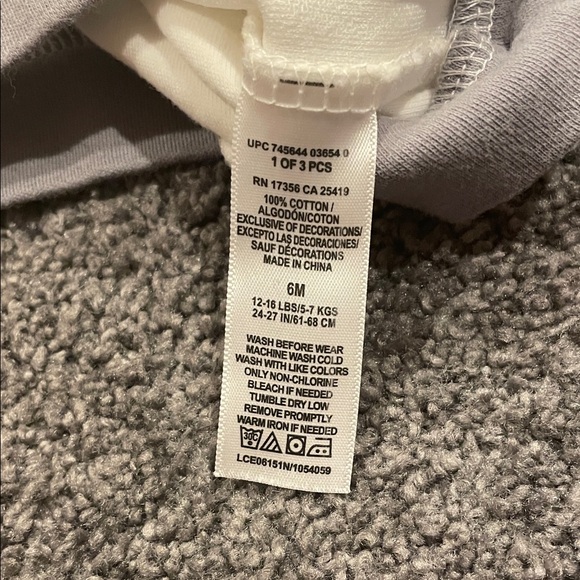 UPC 745644 03654 0
1 OF 3 PCS
RN 17356 CA 25419
100% COTTON/
ALGODÓN/COTON
EXCLUSIVE OF DECORATIONS/
EXCEPTO LAS DECORACIONES/
SAUF DÉCORATIONS
MADE IN CHINA
6M
12-16 LBS/5-7 KGS
24-27 IN/61-68 CM
WASH BEFORE WEAR
MACHINE WASH COLD
WASH WITH LIKE COLORS
ONLY NON-CHLORINE
BLEACH IF NEEDED
TUMBLE DRY LOW
REMOVE PROMPTLY
WARM IRON IF NEEDED
30C
LCE06151N/1054059